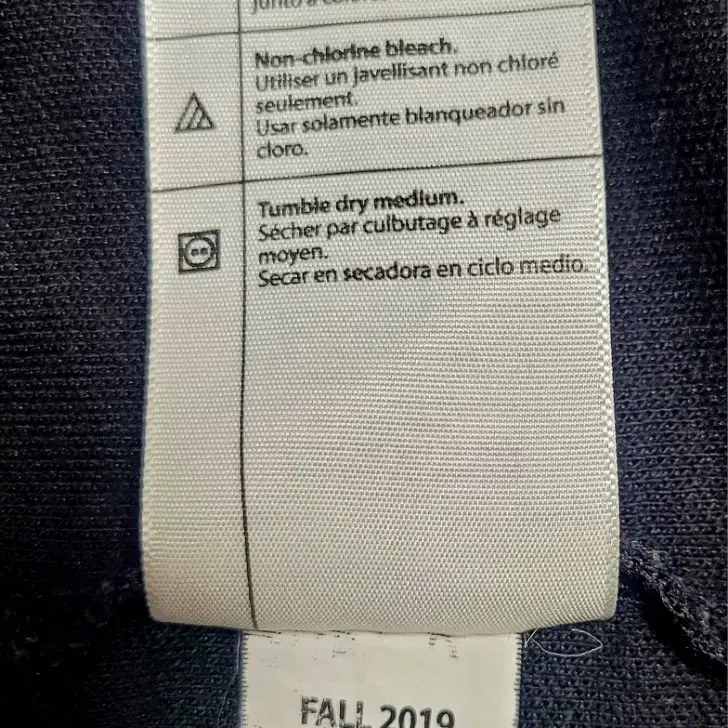 Non-chlorine bleach.
Utiliser un javellisant non chloré
seulement.
Usar solamente blanqueador sin
cloro.
Tumble dry medium.
Sécher par culbutage à réglage
moyen.
Secar en secadora en ciclo medio.
FALL 2019